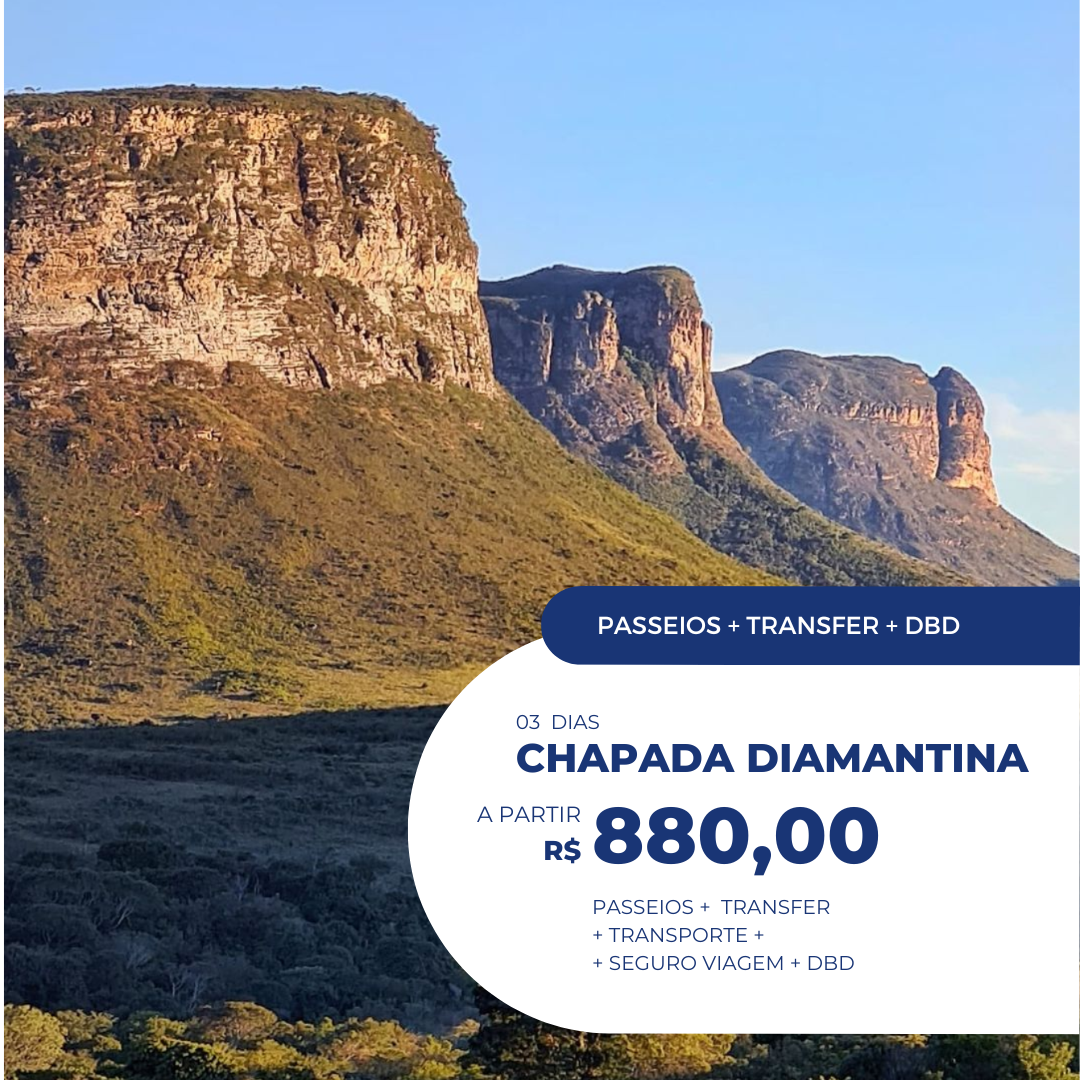 PASSEIOS + TRANSFER + DBD
03 DIAS
CHAPADA DIAMANTINA
A PARTIR
R$ 880,00
PASSEIOS + TRANSFER
+ TRANSPORTE +
+ SEGURO VIAGEM + DBD